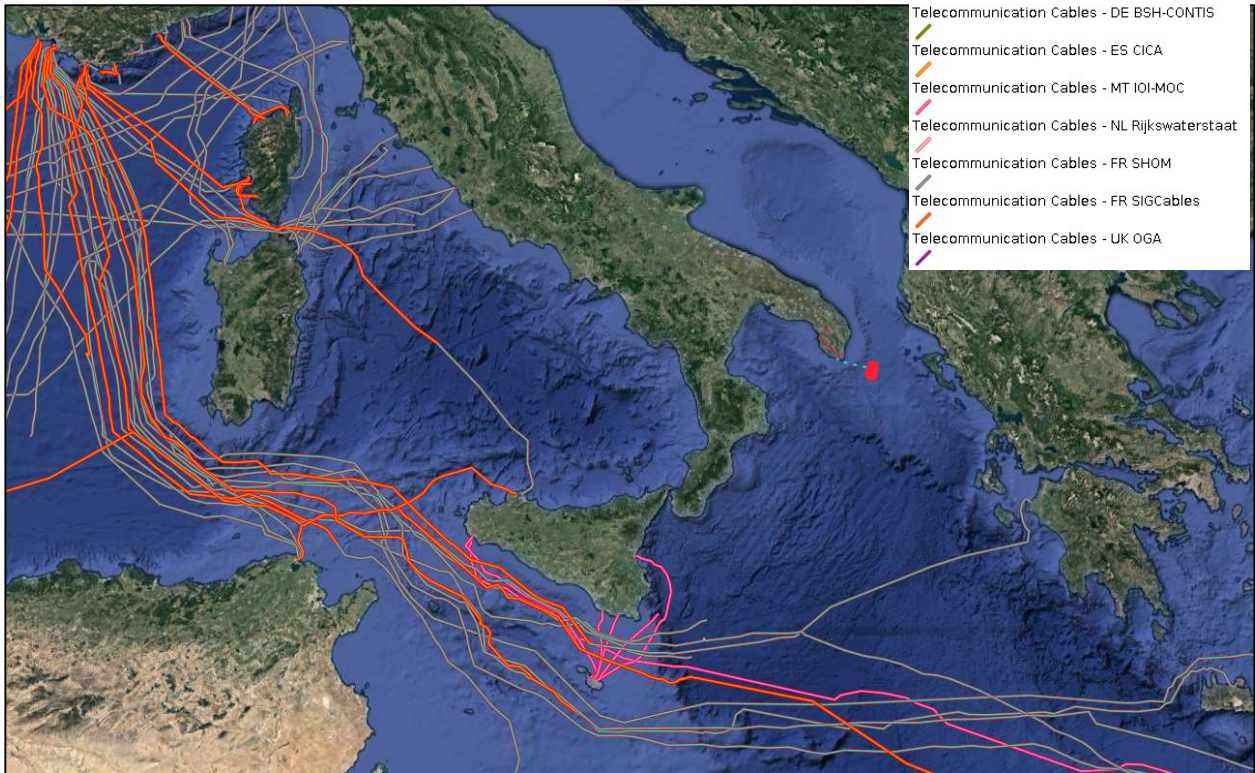 Telecommunication Cables - DE BSH-CONTIS
Telecommunication Cables - ES CICA
Telecommunication Cables - MT IOI-MOC
Telecommunication Cables - NL Rijkswaterstaat
Telecommunication Cables - FR SHOM
Telecommunication Cables - FR SIGCables
Telecommunication Cables - UK OGA